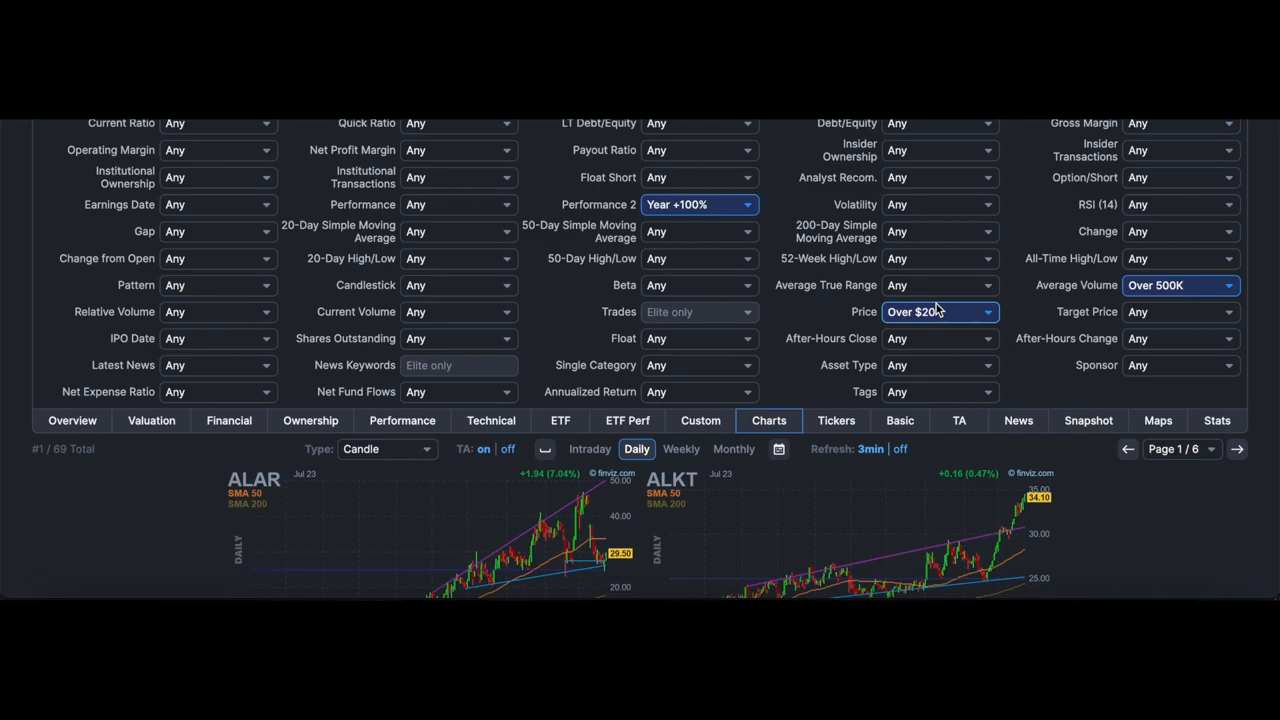 Current Ratio Any Quick Ratio Any LT Debt/Equity Any Debt/Equity Any Gross Margin Any
Operating Margin Any Net Profit Margin Any Payout Ratio Any Insider Ownership Any Insider Transactions Any
Institutional Ownership Any Institutional Transactions Any Float Short Any Analyst Recom. Any Option/Short Any
Earnings Date Any Performance Any Performance 2 Year +100% Volatility Any RSI (14) Any
Gap Any 20-Day Simple Moving Average Any 50-Day Simple Moving Average Any 200-Day Simple Moving Average Any Change Any
Change from Open Any 20-Day High/Low Any 50-Day High/Low Any 52-Week High/Low Any All-Time High/Low Any
Pattern Any Candlestick Any Beta Any Average True Range Any Average Volume Over 500K
Relative Volume Any Current Volume Any Trades Elite only Price Over $20 Target Price Any
IPO Date Any Shares Outstanding Any Float Any After-Hours Close Any After-Hours Change Any
Latest News Any News Keywords Elite only Single Category Any Asset Type Any Sponsor Any
Net Expense Ratio Any Net Fund Flows Any Annualized Return Any Tags Any
Overview Valuation Financial Ownership Performance Technical ETF ETF Perf Custom Charts Tickers Basic TA News Snapshot Maps Stats
#1 / 69 Total Type: Candle TA: on | off Intraday Daily Weekly Monthly Refresh: 3min | off Page 1 / 6
ALAR Jul 23 +1.94 (7.04%) © finviz.com
SMA 50
SMA 200
DAILY
50.00
40.00
29.50
20.00
ALKT Jul 23 +0.16 (0.47%) © finviz.com
SMA 50
SMA 200
DAILY
35.00
34.10
30.00
25.00